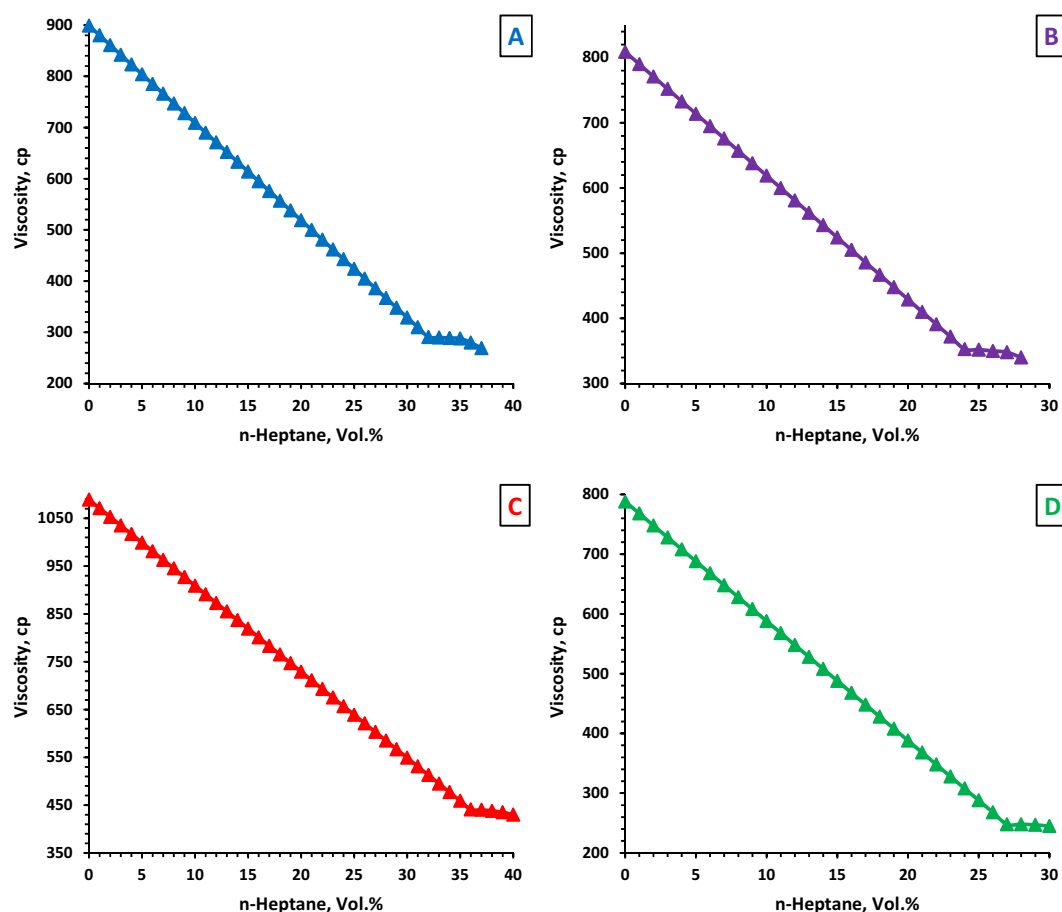 A
900
800
700
600
500
400
300
200
Viscosity, cp
0 5 10 15 20 25 30 35 40
n-Heptane, Vol.%
B
800
700
600
500
400
300
Viscosity, cp
0 5 10 15 20 25 30
n-Heptane, Vol.%
C
1050
950
850
750
650
550
450
350
Viscosity, cp
0 5 10 15 20 25 30 35 40
n-Heptane, Vol.%
D
800
700
600
500
400
300
200
Viscosity, cp
0 5 10 15 20 25 30
n-Heptane, Vol.%